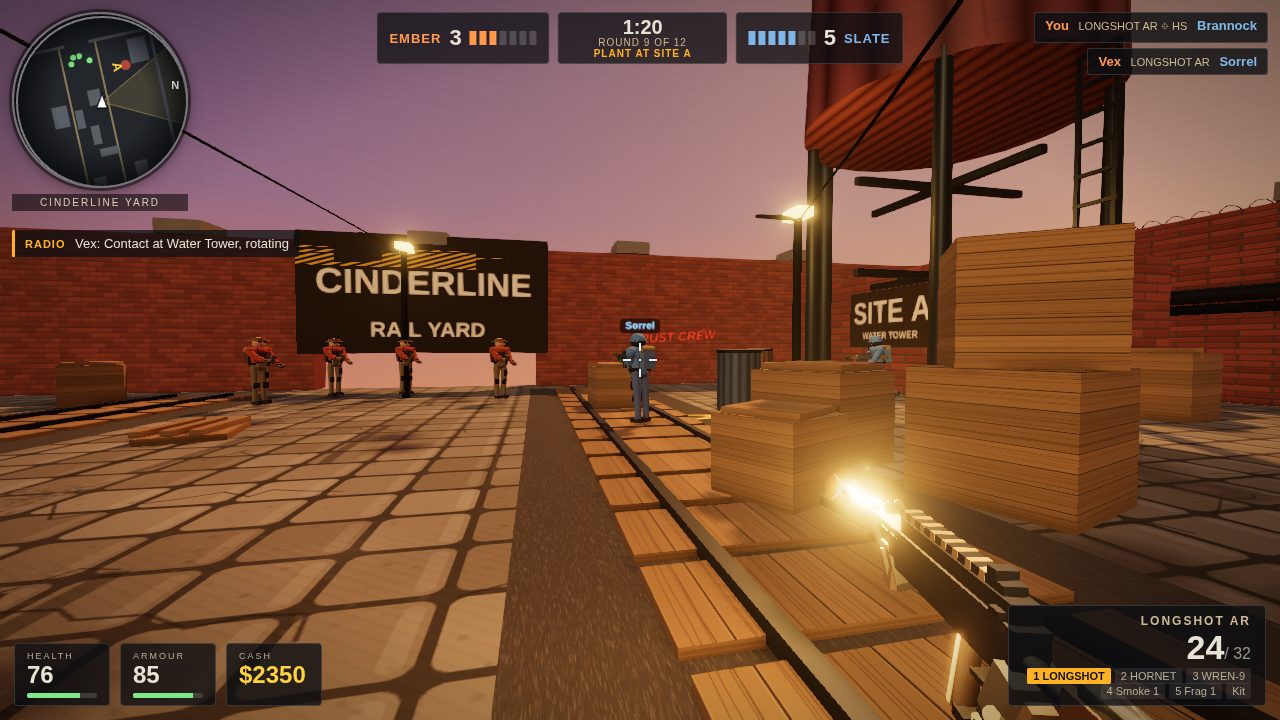 EMBER 3
1:20
ROUND 9 OF 12
PLANT AT SITE A
5 SLATE
You LONGSHOT AR ⌖ HS Brannock
Vex LONGSHOT AR Sorrel
A
N
CINDERLINE YARD
RADIO Vex: Contact at Water Tower, rotating
CINDERLINE
RA L YARD
Sorrel
RUST CREW
SITE A
WATER TOWER
HEALTH
76
ARMOUR
85
CASH
$2350
LONGSHOT AR
24 / 32
1 LONGSHOT 2 HORNET 3 WREN-9
4 Smoke 1 5 Frag 1 Kit